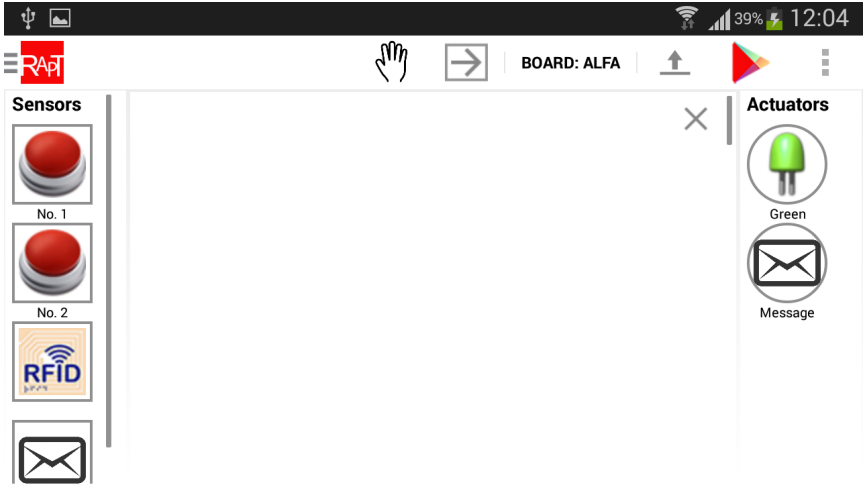 39% 12:04
RAPT
BOARD: ALFA
Sensors
Actuators
No. 1
Green
No. 2
Message
RFID